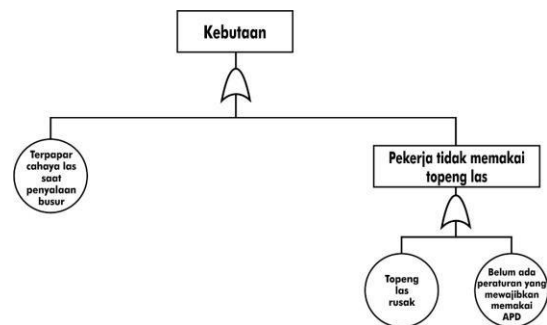 Kebutaan
Terpapar
cahaya las
saat
penyalaan
busur
Pekerja tidak memakai
topeng las
Topeng
las
rusak
Belum ada
peraturan yang
mewajibkan
memakai
APD